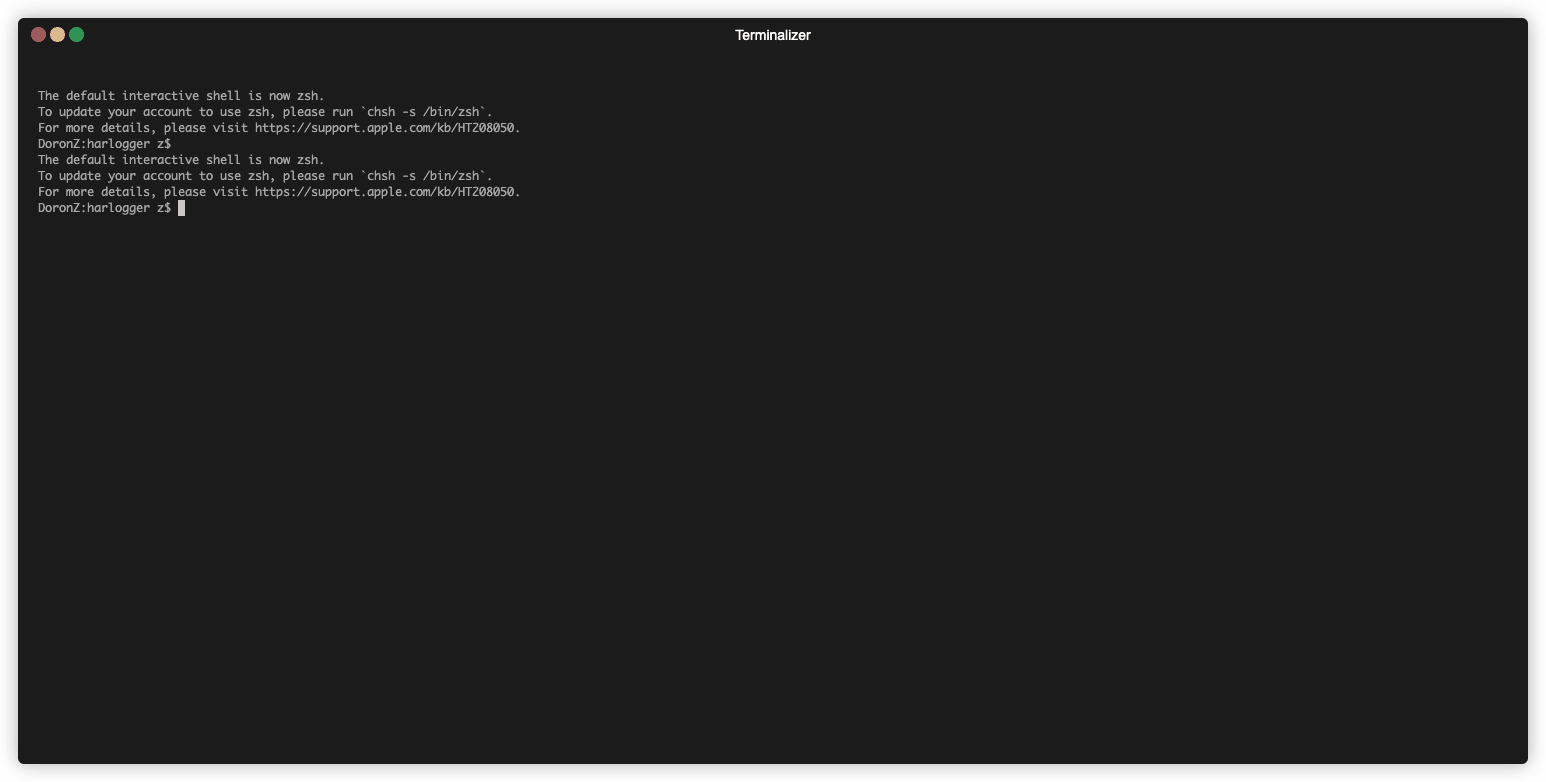 Terminalizer
The default interactive shell is now zsh.
To update your account to use zsh, please run `chsh -s /bin/zsh`.
For more details, please visit https://support.apple.com/kb/HT208050.
DoronZ:harlogger z$
The default interactive shell is now zsh.
To update your account to use zsh, please run `chsh -s /bin/zsh`.
For more details, please visit https://support.apple.com/kb/HT208050.
DoronZ:harlogger z$